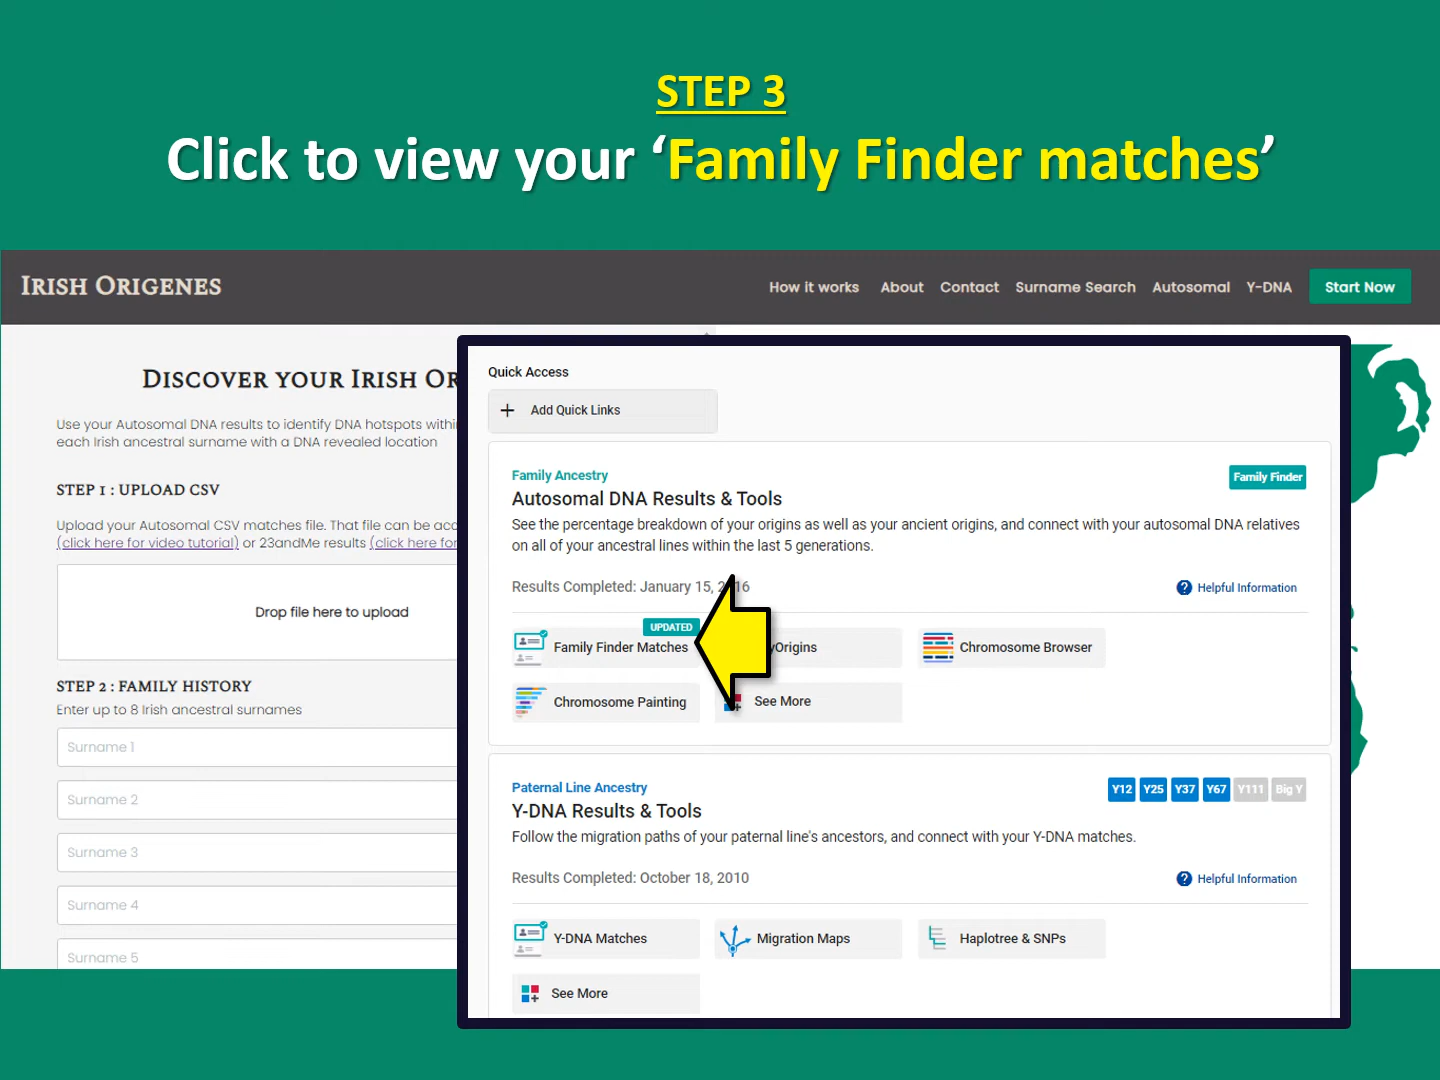 STEP 3
Click to view your ‘Family Finder matches’
IRISH ORIGENES
How it works
About
Contact
Surname Search
Autosomal
Y-DNA
Start Now
DISCOVER YOUR IRISH OR
Use your Autosomal DNA results to identify DNA hotspots withi
each Irish ancestral surname with a DNA revealed location
STEP 1 : UPLOAD CSV
Upload your Autosomal CSV matches file. That file can be acc
(click here for video tutorial) or 23andMe results (click here for
Drop file here to upload
STEP 2 : FAMILY HISTORY
Enter up to 8 Irish ancestral surnames
Surname 1
Surname 2
Surname 3
Surname 4
Surname 5
Quick Access
+ Add Quick Links
Family Ancestry
Family Finder
Autosomal DNA Results & Tools
See the percentage breakdown of your origins as well as your ancient origins, and connect with your autosomal DNA relatives
on all of your ancestral lines within the last 5 generations.
Results Completed: January 15, 2 16
? Helpful Information
UPDATED
Family Finder Matches
yOrigins
Chromosome Browser
Chromosome Painting
See More
Paternal Line Ancestry
Y12 Y25 Y37 Y67 Y111 Big Y
Y-DNA Results & Tools
Follow the migration paths of your paternal line's ancestors, and connect with your Y-DNA matches.
Results Completed: October 18, 2010
? Helpful Information
Y-DNA Matches
Migration Maps
Haplotree & SNPs
See More